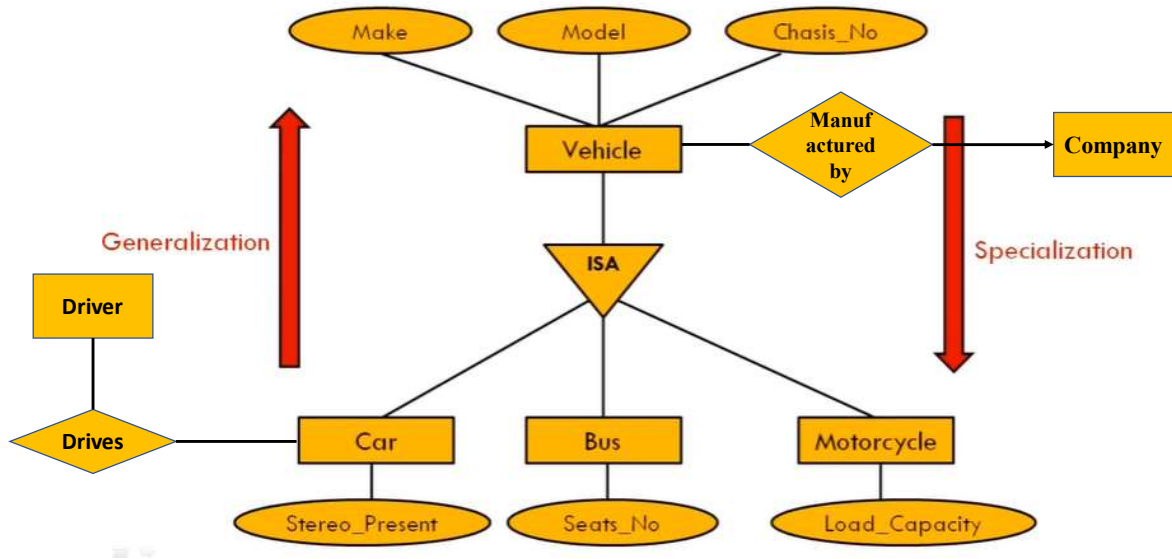 Make
Model
Chasis_No
Vehicle
Manuf
actured
by
Company
Generalization
ISA
Specialization
Driver
Drives
Car
Bus
Motorcycle
Stereo_Present
Seats_No
Load_Capacity